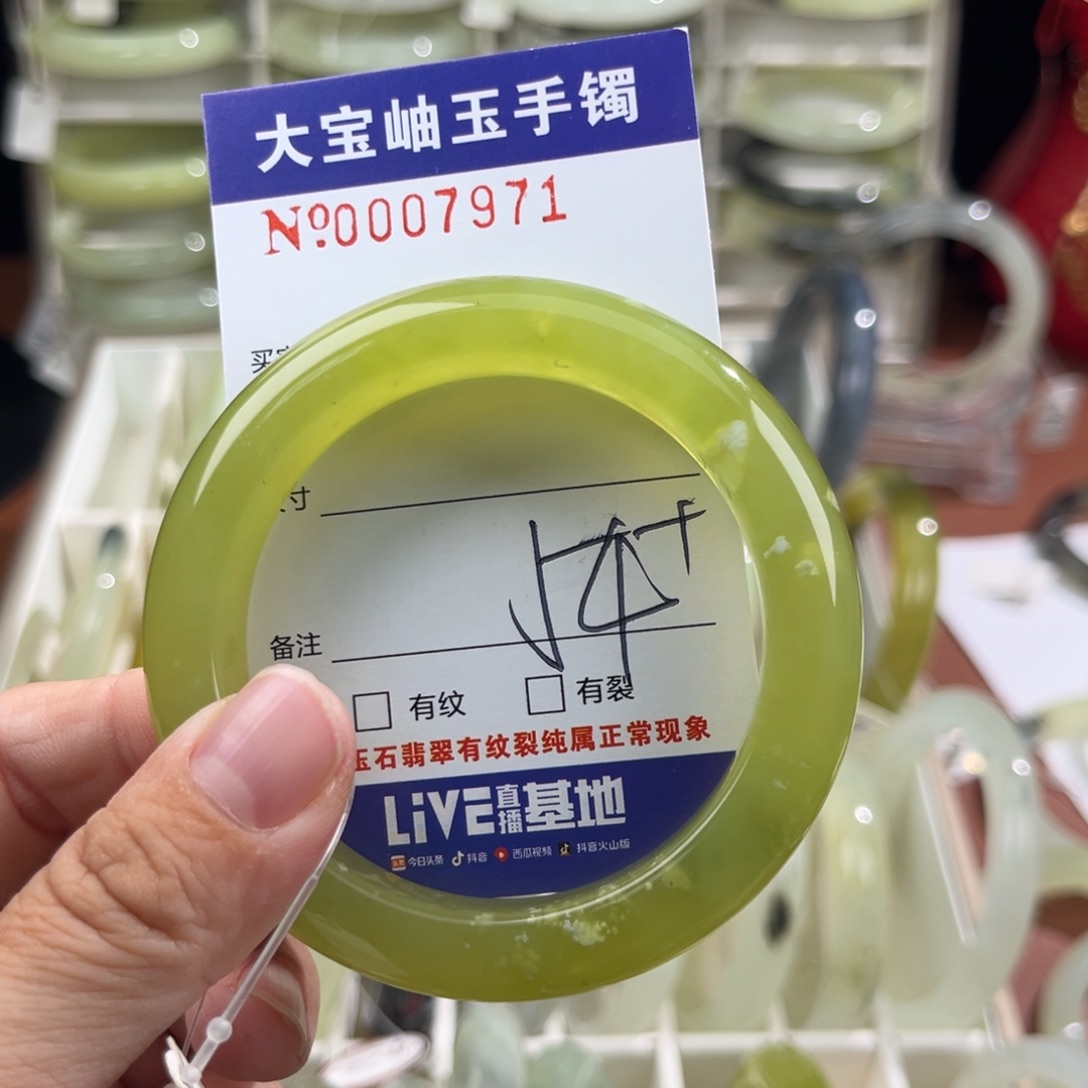 大宝岫玉手镯
№0007971
买
寸
备注
54+
有纹 有裂
玉石翡翠有纹裂纯属正常现象
LiVE直播基地
今日头条 抖音 西瓜视频 抖音火山版